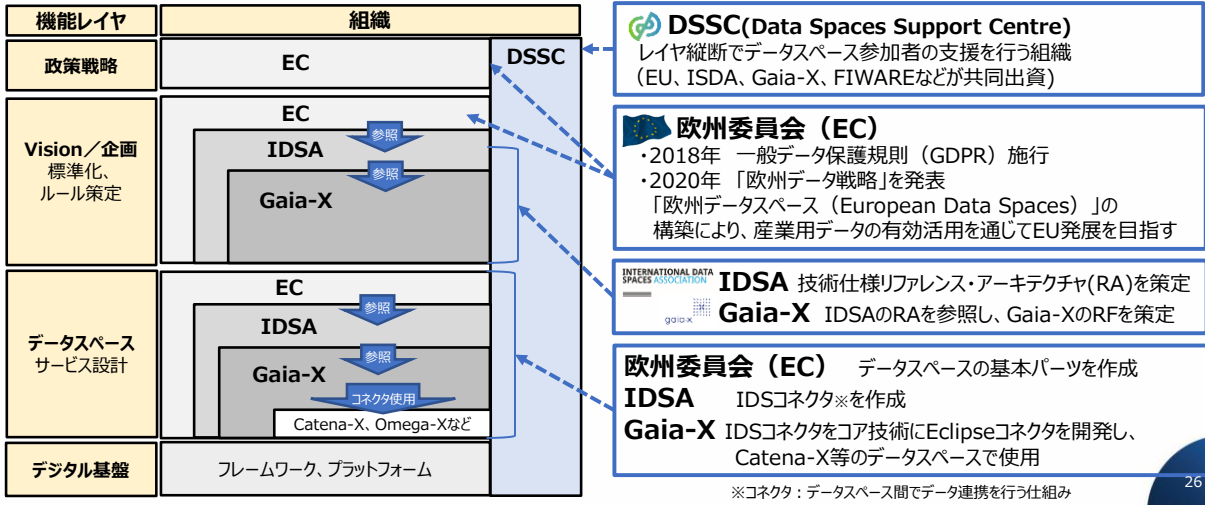 機能レイヤ
組織
政策戦略
EC
DSSC
Vision／企画
標準化、
ルール策定
EC
参照
IDSA
参照
Gaia-X
データスペース
サービス設計
EC
参照
IDSA
参照
Gaia-X
コネクタ使用
Catena-X、Omega-Xなど
デジタル基盤
フレームワーク、プラットフォーム
DSSC(Data Spaces Support Centre)
レイヤ縦断でデータスペース参加者の支援を行う組織
（EU、ISDA、Gaia-X、FIWAREなどが共同出資)
欧州委員会（EC）
・2018年 一般データ保護規則（GDPR）施行
・2020年 「欧州データ戦略」を発表
「欧州データスペース（European Data Spaces）」の
構築により、産業用データの有効活用を通じてEU発展を目指す
INTERNATIONAL DATA
SPACES ASSOCIATION
IDSA 技術仕様リファレンス・アーキテクチャ(RA)を策定
gaia-x
Gaia-X IDSAのRAを参照し、Gaia-XのRFを策定
欧州委員会（EC） データスペースの基本パーツを作成
IDSA IDSコネクタ※を作成
Gaia-X IDSコネクタをコア技術にEclipseコネクタを開発し、
Catena-X等のデータスペースで使用
※コネクタ：データスペース間でデータ連携を行う仕組み
26